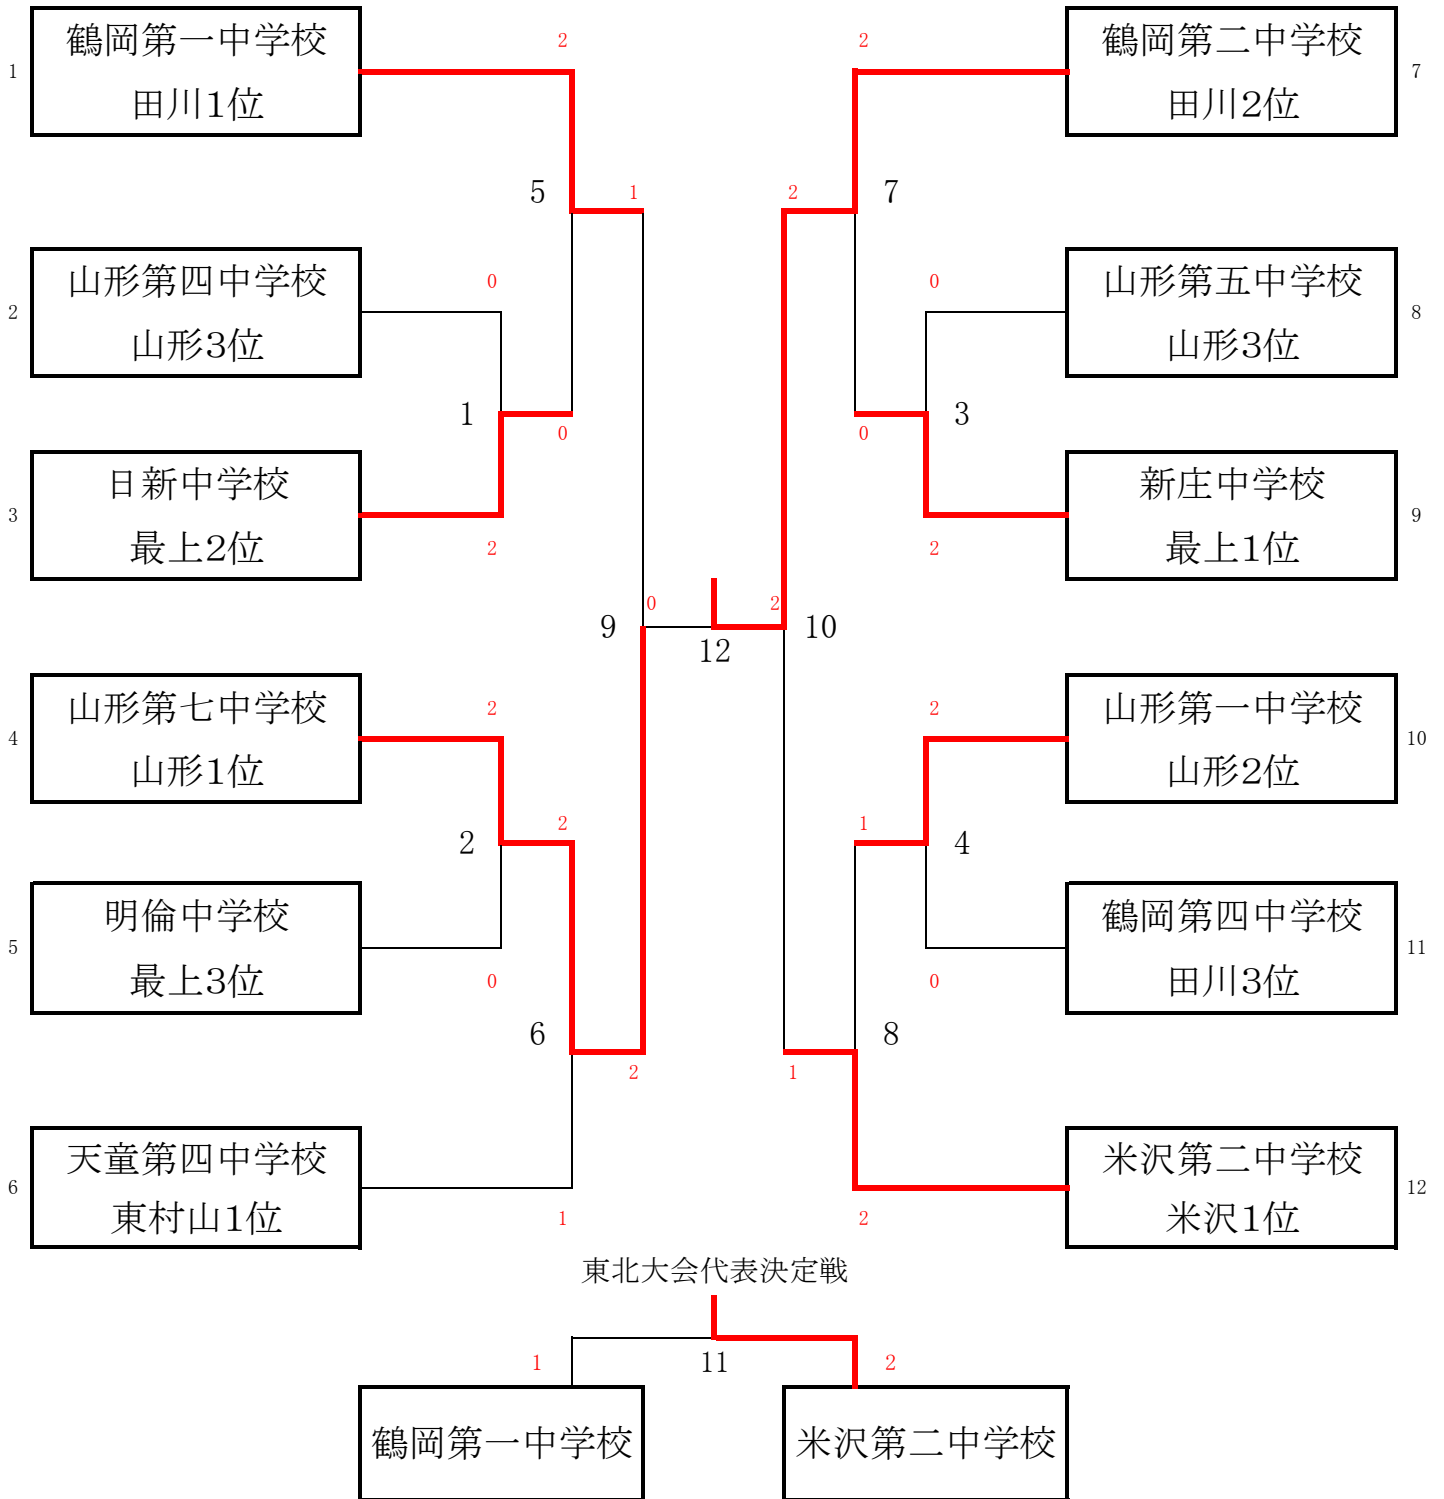 鶴岡第一中学校
田川1位
1
2
2
鶴岡第二中学校
田川2位
7
5
1
2
7
山形第四中学校
山形3位
2
0
0
山形第五中学校
山形3位
8
1
0
0
3
日新中学校
最上2位
3
2
2
新庄中学校
最上1位
9
9
0
12
2
10
山形第七中学校
山形1位
4
2
2
山形第一中学校
山形2位
10
2
2
1
4
明倫中学校
最上3位
5
0
0
鶴岡第四中学校
田川3位
11
6
2
1
8
天童第四中学校
東村山1位
6
1
2
米沢第二中学校
米沢1位
12
東北大会代表決定戦
1
11
2
鶴岡第一中学校
米沢第二中学校